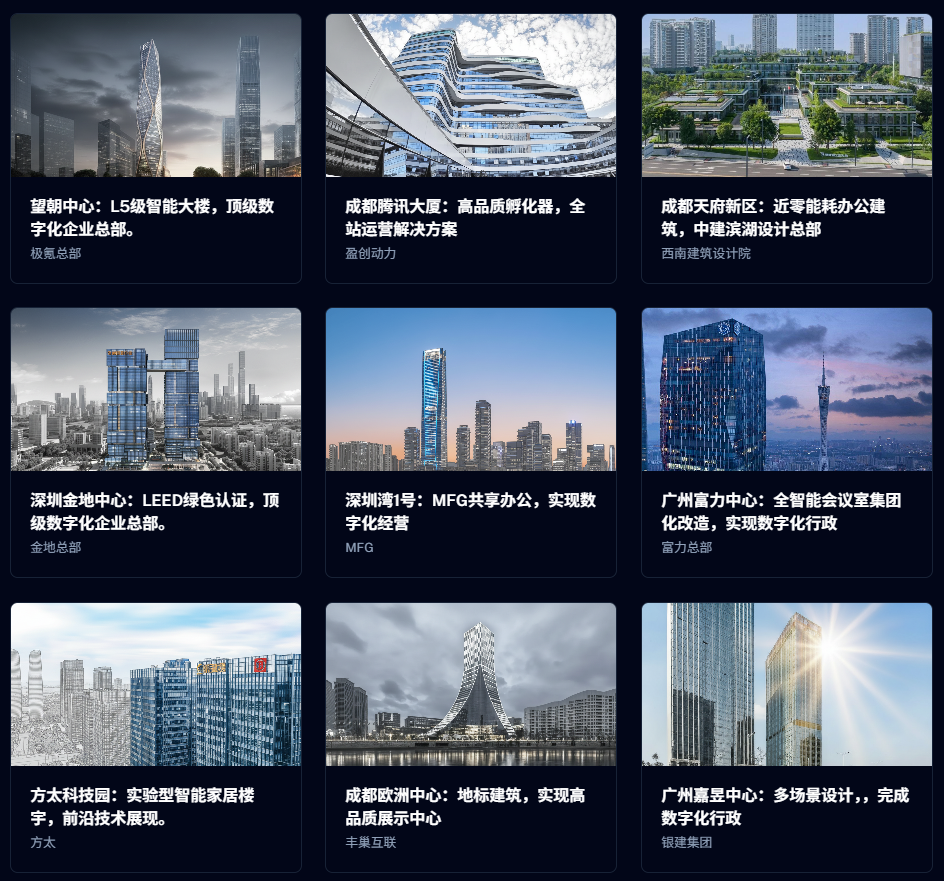 望朝中心：L5级智能大楼，顶级数
字化企业总部。
极氪总部
成都腾讯大厦：高品质孵化器，全
站运营解决方案
盈创动力
成都天府新区：近零能耗办公建
筑，中建滨湖设计总部
西南建筑设计院
深圳金地中心：LEED绿色认证，顶
级数字化企业总部。
金地总部
深圳湾1号：MFG共享办公，实现数
字化经营
MFG
广州富力中心：全智能会议室集团
化改造，实现数字化行政
富力总部
方太科技园：实验型智能家居楼
宇，前沿技术展现。
方太
成都欧洲中心：地标建筑，实现高
品质展示中心
丰巢互联
广州嘉昱中心：多场景设计,，完成
数字化行政
银建集团